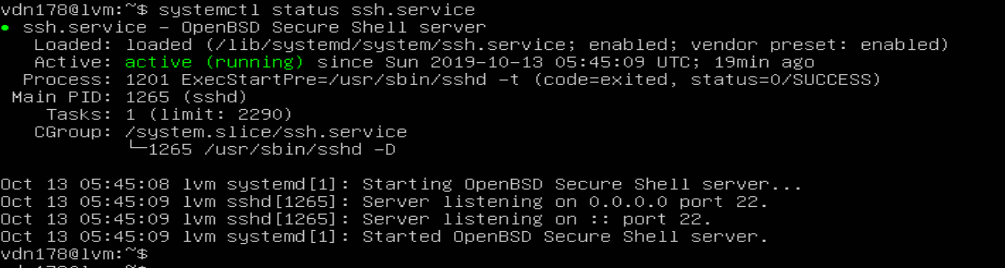 vdn178@lvm:~$ systemctl status ssh.service
● ssh.service - OpenBSD Secure Shell server
   Loaded: loaded (/lib/systemd/system/ssh.service; enabled; vendor preset: enabled)
   Active: active (running) since Sun 2019-10-13 05:45:09 UTC; 19min ago
  Process: 1201 ExecStartPre=/usr/sbin/sshd -t (code=exited, status=0/SUCCESS)
 Main PID: 1265 (sshd)
    Tasks: 1 (limit: 2290)
   CGroup: /system.slice/ssh.service
           └─1265 /usr/sbin/sshd -D

Oct 13 05:45:08 lvm systemd[1]: Starting OpenBSD Secure Shell server...
Oct 13 05:45:09 lvm sshd[1265]: Server listening on 0.0.0.0 port 22.
Oct 13 05:45:09 lvm sshd[1265]: Server listening on :: port 22.
Oct 13 05:45:09 lvm systemd[1]: Started OpenBSD Secure Shell server.
vdn178@lvm:~$
vdn178@lvm:~$